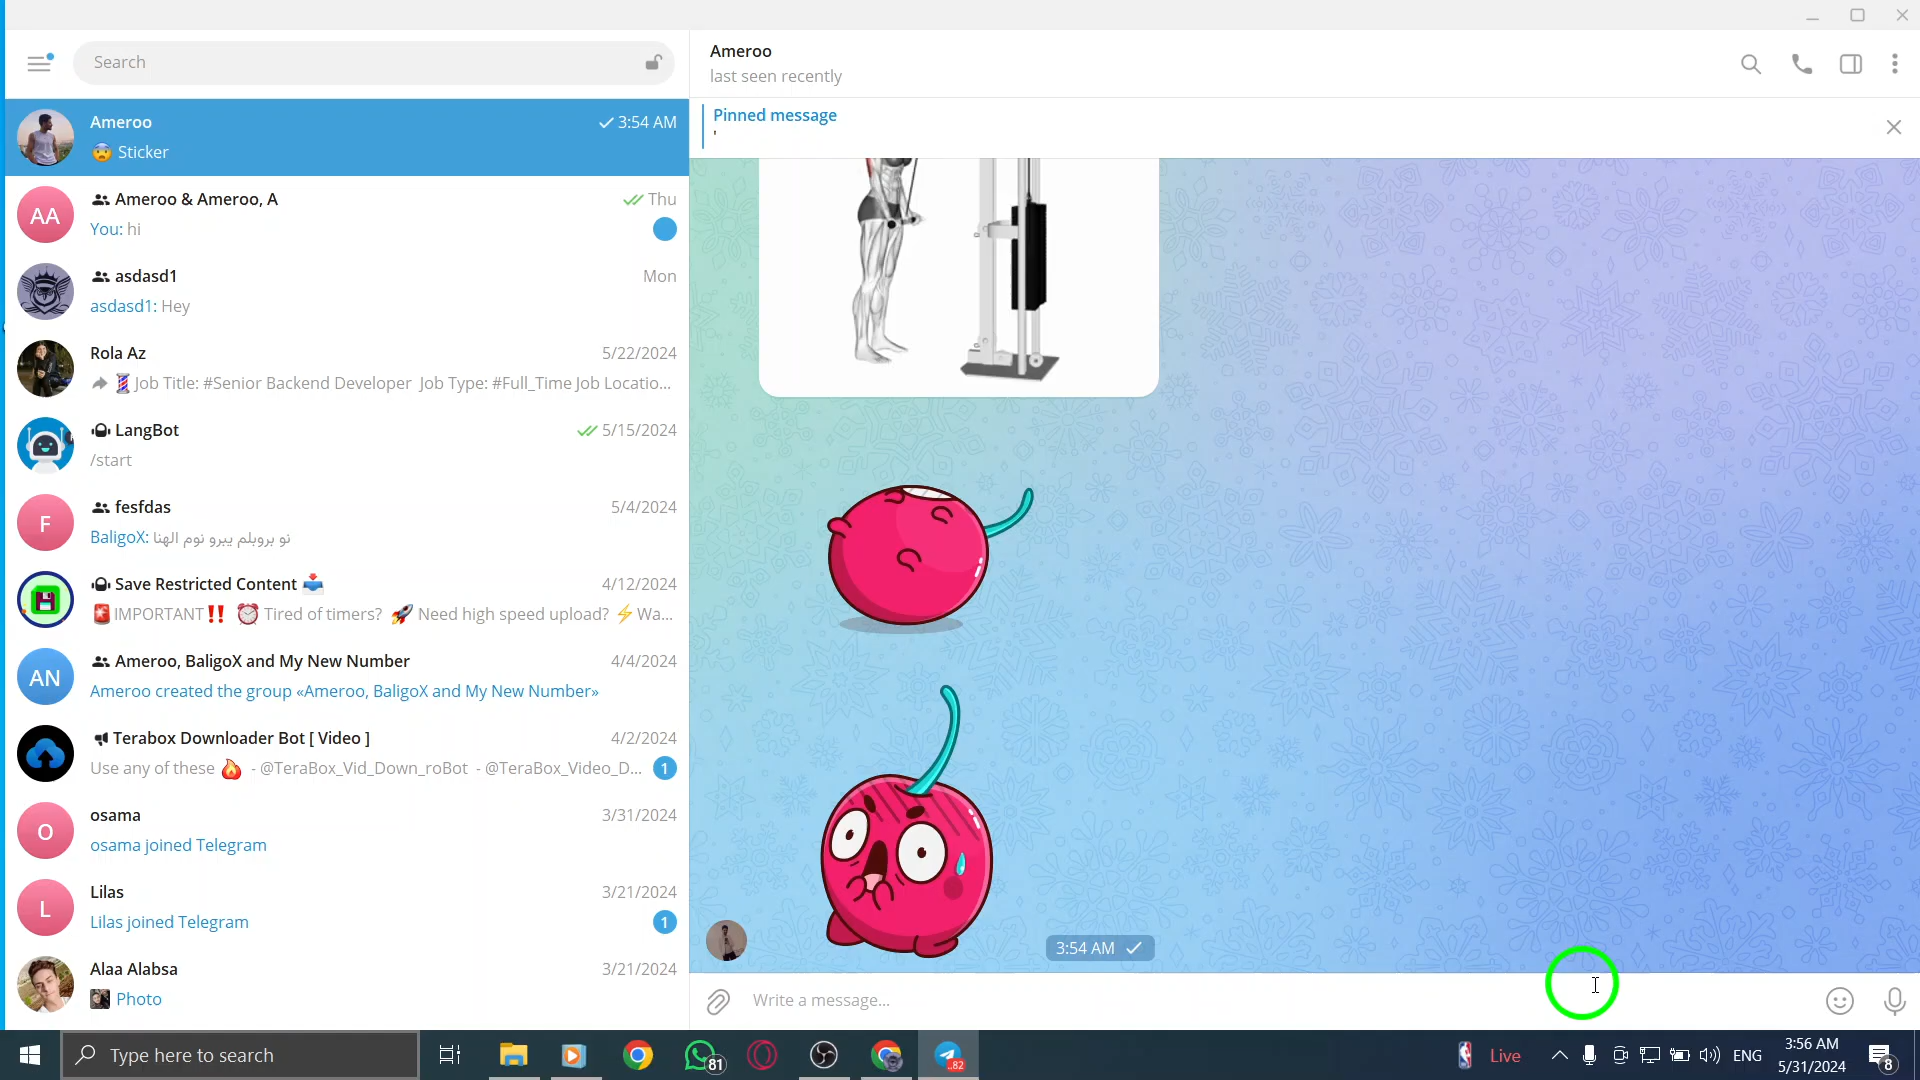 Search
Ameroo
3:54 AM
Sticker
AA
Ameroo & Ameroo, A
Thu
You: hi
asdasd1
Mon
asdasd1: Hey
Rola Az
5/22/2024
Job Title: #Senior Backend Developer Job Type: #Full_Time Job Locatio...
LangBot
5/15/2024
/start
F
fesfdas
5/4/2024
BaligoX: نو بروبلم يبرو نوم الهنا
Save Restricted Content
4/12/2024
IMPORTANT‼️ Tired of timers? Need high speed upload? ⚡Wa...
AN
Ameroo, BaligoX and My New Number
4/4/2024
Ameroo created the group «Ameroo, BaligoX and My New Number»
Terabox Downloader Bot [ Video ]
4/2/2024
Use any of these 🔥 - @TeraBox_Vid_Down_roBot - @TeraBox_Video_D...
1
O
osama
3/31/2024
osama joined Telegram
L
Lilas
3/21/2024
Lilas joined Telegram
1
Alaa Alabsa
3/21/2024
Photo
Ameroo
last seen recently
Pinned message
'
3:54 AM
Write a message...
Type here to search
81
82
Live
ENG
3:56 AM
5/31/2024
8